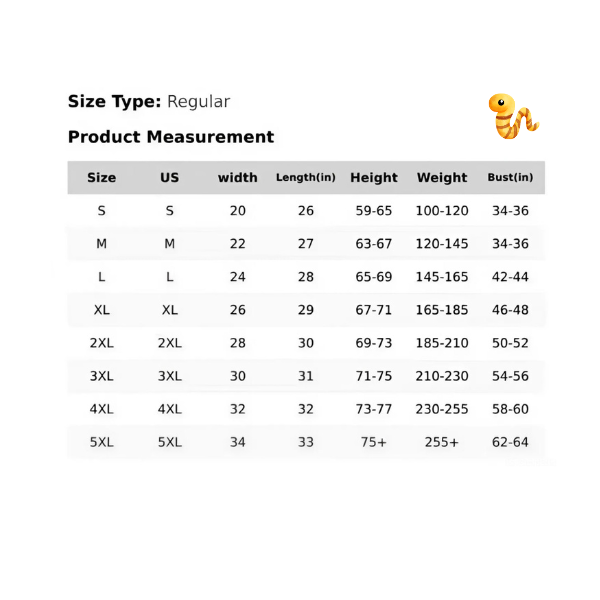 Size Type: Regular
Product Measurement
Size US width Length(in) Height Weight Bust(in)
S S 20 26 59-65 100-120 34-36
M M 22 27 63-67 120-145 34-36
L L 24 28 65-69 145-165 42-44
XL XL 26 29 67-71 165-185 46-48
2XL 2XL 28 30 69-73 185-210 50-52
3XL 3XL 30 31 71-75 210-230 54-56
4XL 4XL 32 32 73-77 230-255 58-60
5XL 5XL 34 33 75+ 255+ 62-64